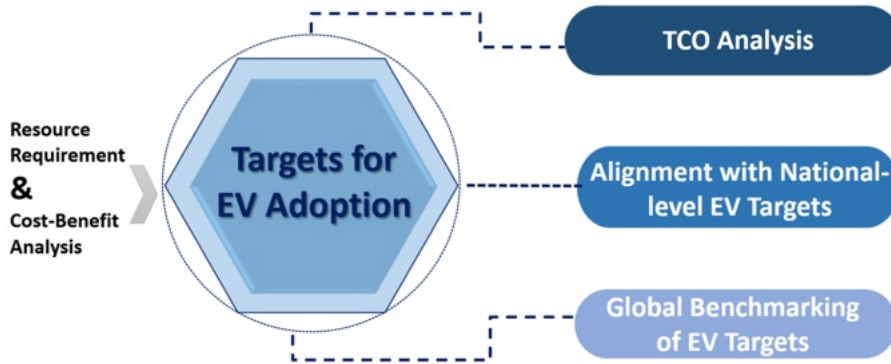 Resource
Requirement
&
Cost-Benefit
Analysis
Targets for
EV Adoption
TCO Analysis
Alignment with National-
level EV Targets
Global Benchmarking
of EV Targets